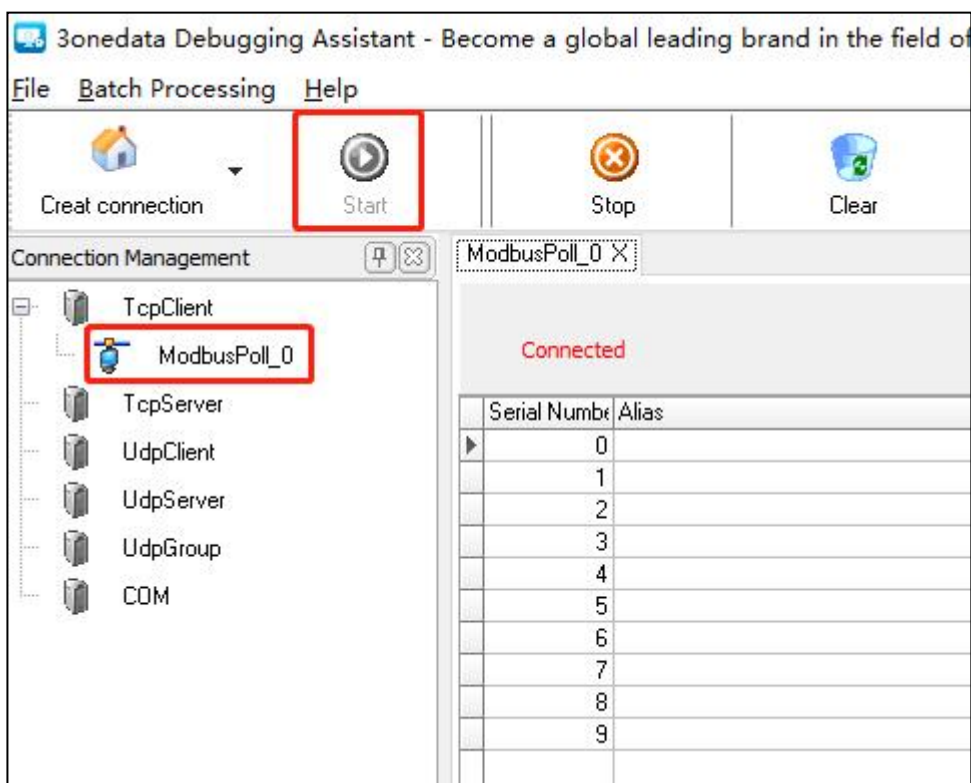 3onedata Debugging Assistant - Become a global leading brand in the field of
File Batch Processing Help
Creat connection Start Stop Clear
Connection Management
ModbusPoll_0
TcpClient
ModbusPoll_0
TcpServer
UdpClient
UdpServer
UdpGroup
COM
Connected
Serial Numbe Alias
0
1
2
3
4
5
6
7
8
9